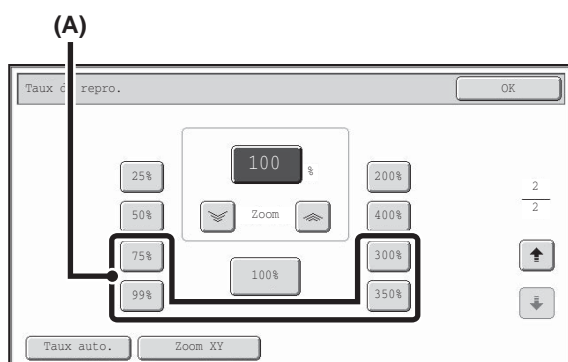 (A)
Taux de repro.
OK
100 %
25%
200%
2
2
50%
Zoom
400%
75%
300%
100%
99%
350%
Taux auto.
Zoom XY